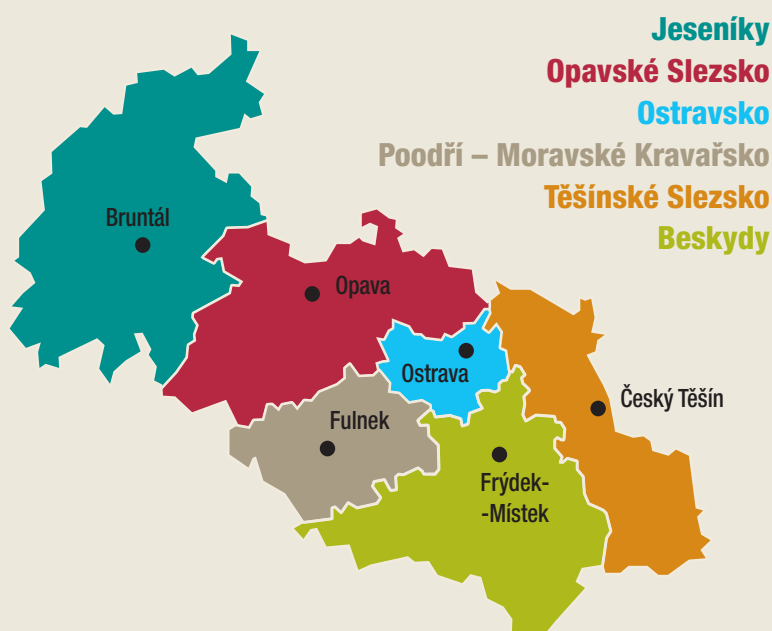 Jeseníky
Opavské Slezsko
Ostravsko
Poodří – Moravské Kravařsko
Těšínské Slezsko
Beskydy
Bruntál
Opava
Ostrava
Český Těšín
Fulnek
Frýdek-
-Místek